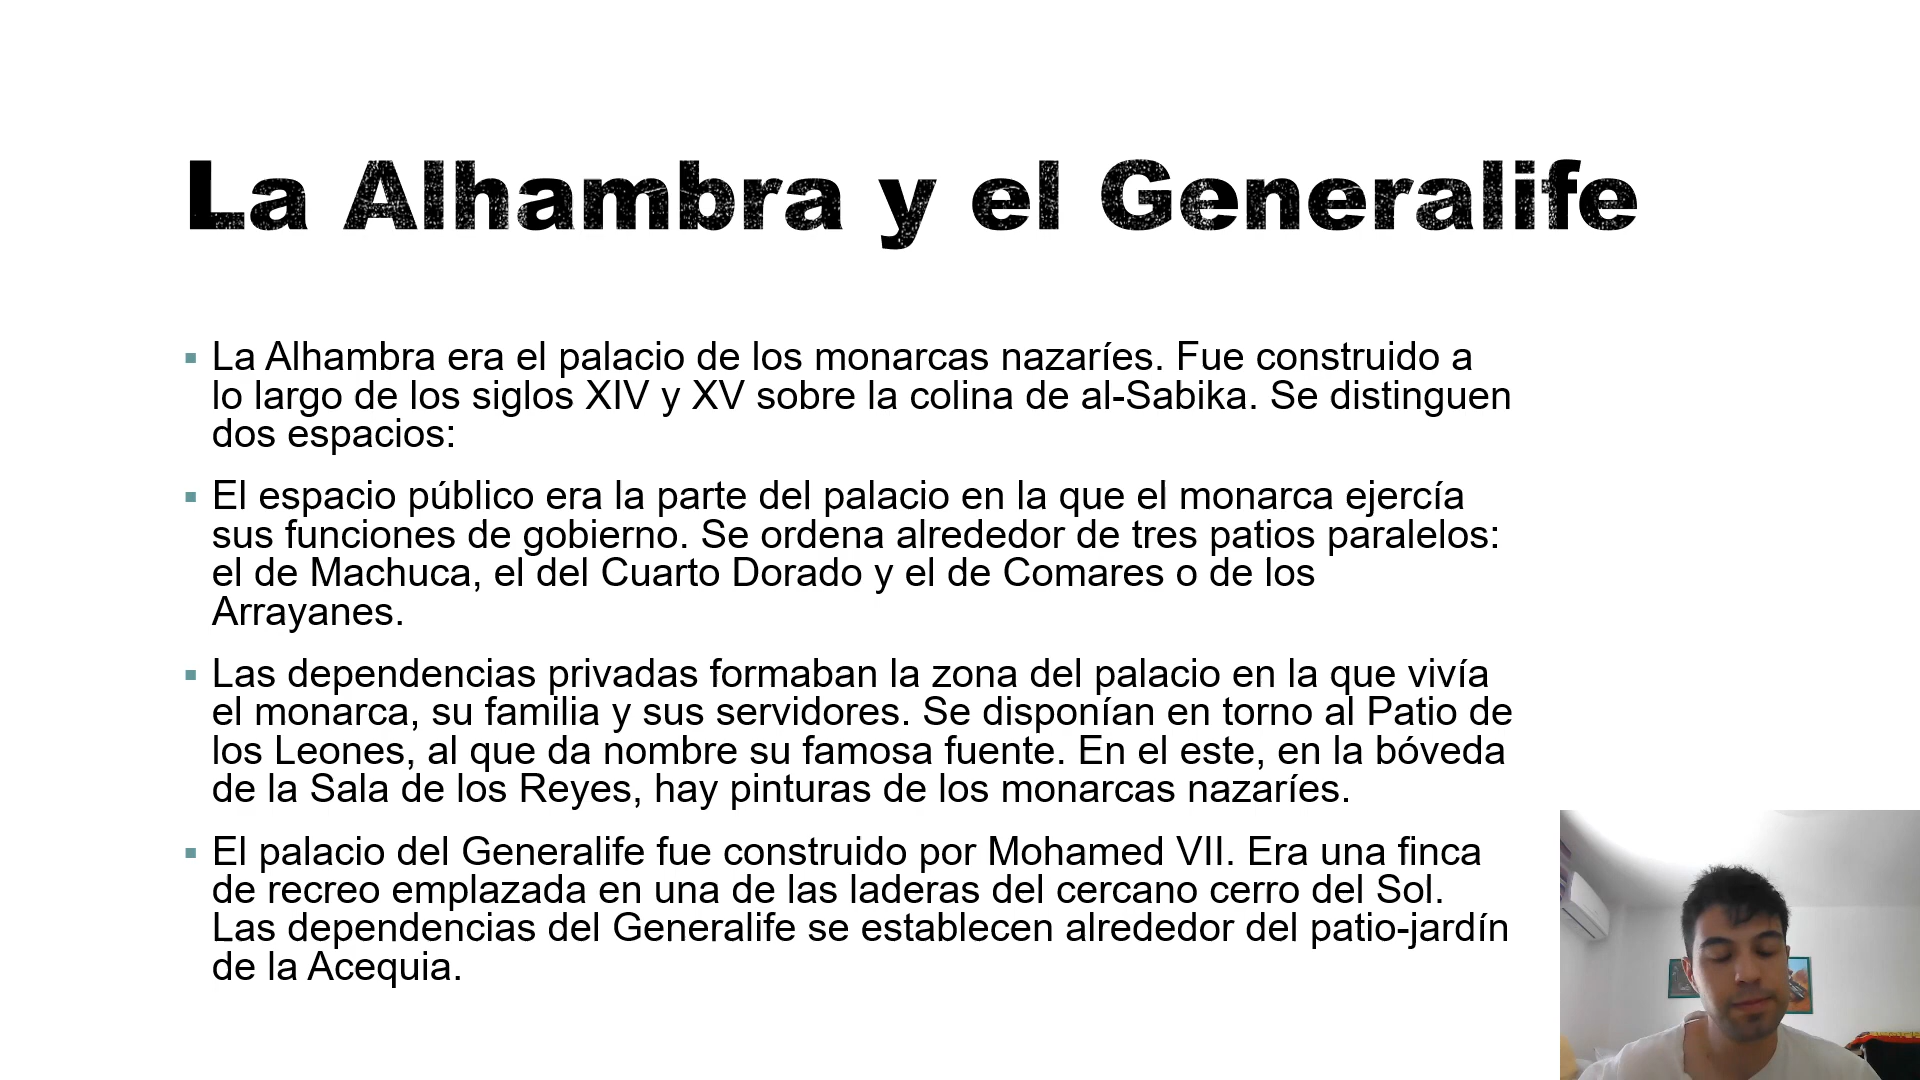 La Alhambra y el Generalife
▪ La Alhambra era el palacio de los monarcas nazaríes. Fue construido a
lo largo de los siglos XIV y XV sobre la colina de al-Sabika. Se distinguen
dos espacios:
▪ El espacio público era la parte del palacio en la que el monarca ejercía
sus funciones de gobierno. Se ordena alrededor de tres patios paralelos:
el de Machuca, el del Cuarto Dorado y el de Comares o de los
Arrayanes.
▪ Las dependencias privadas formaban la zona del palacio en la que vivía
el monarca, su familia y sus servidores. Se disponían en torno al Patio de
los Leones, al que da nombre su famosa fuente. En el este, en la bóveda
de la Sala de los Reyes, hay pinturas de los monarcas nazaríes.
▪ El palacio del Generalife fue construido por Mohamed VII. Era una finca
de recreo emplazada en una de las laderas del cercano cerro del Sol.
Las dependencias del Generalife se establecen alrededor del patio-jardín
de la Acequia.